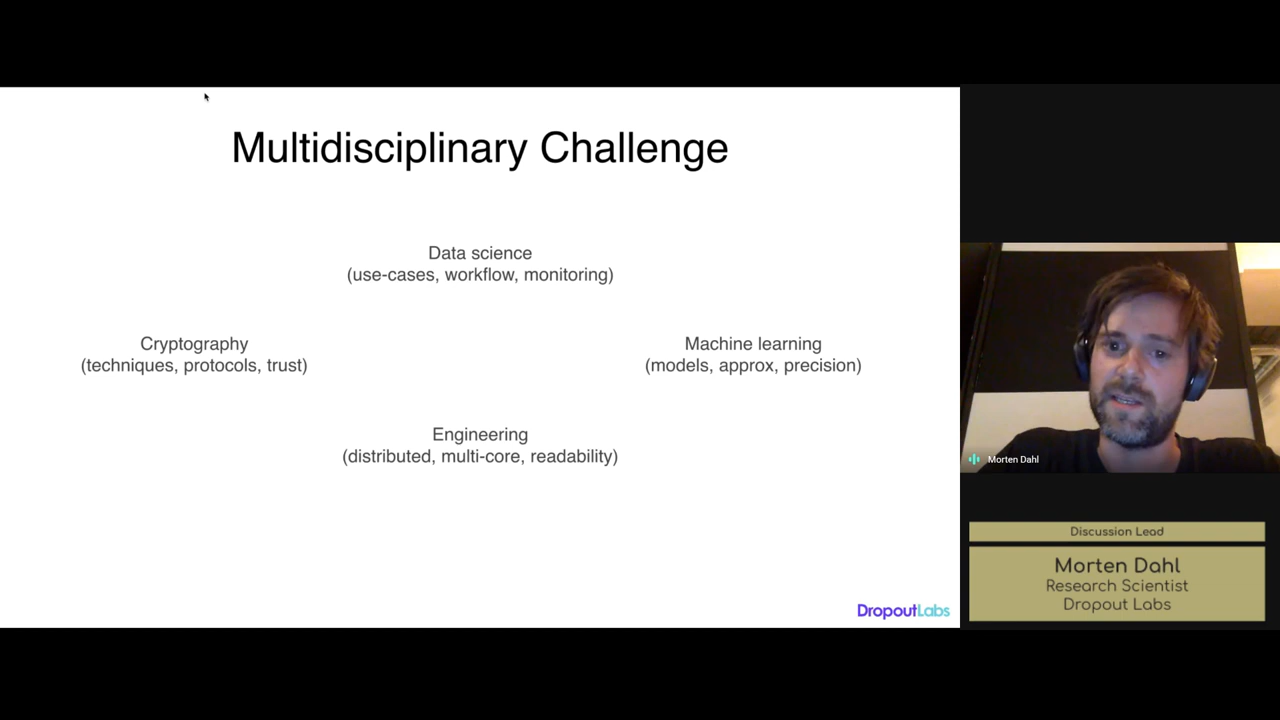 Multidisciplinary Challenge
Data science
(use-cases, workflow, monitoring)
Cryptography
(techniques, protocols, trust)
Machine learning
(models, approx, precision)
Engineering
(distributed, multi-core, readability)
DropoutLabs
Morten Dahl
Discussion Lead
Morten Dahl
Research Scientist
Dropout Labs